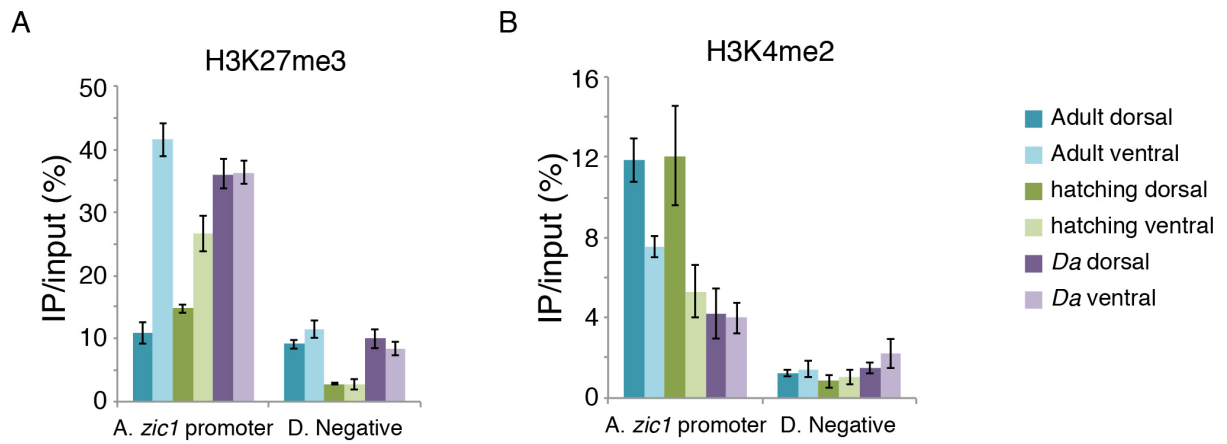 A
H3K27me3
IP/input (%)
50
40
30
20
10
0
A. zic1 promoter
D. Negative
B
H3K4me2
IP/input (%)
16
12
8
4
0
A. zic1 promoter
D. Negative
Adult dorsal
Adult ventral
hatching dorsal
hatching ventral
Da dorsal
Da ventral